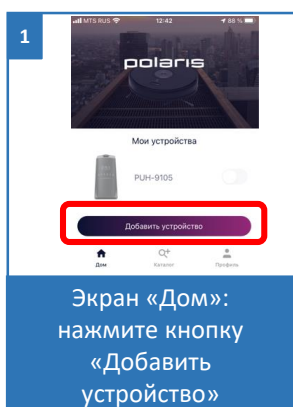 1
MTS RUS 12:42 88 %
polaris
Мои устройства
PUH-9105
Добавить устройство
Дом Каталог Профиль
Экран «Дом»:
нажмите кнопку
«Добавить
устройство»